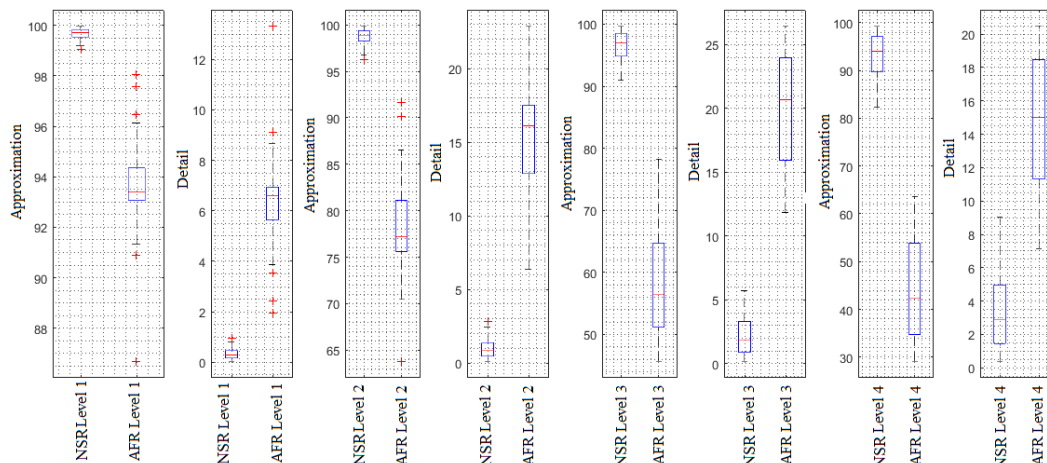 Approximation
100
98
96
94
92
90
88
NSR Level 1
AFR Level 1
Detail
12
10
8
6
4
2
0
NSR Level 1
AFR Level 1
Approximation
100
95
90
85
80
75
70
65
NSR Level 2
AFR Level 2
Detail
20
15
10
5
0
NSR Level 2
AFR Level 2
Approximation
100
90
80
70
60
50
NSR Level 3
AFR Level 3
Detail
25
20
15
10
5
0
NSR Level 3
AFR Level 3
Approximation
100
90
80
70
60
50
40
30
NSR Level 4
AFR Level 4
Detail
20
18
16
14
12
10
8
6
4
2
0
NSR Level 4
AFR Level 4